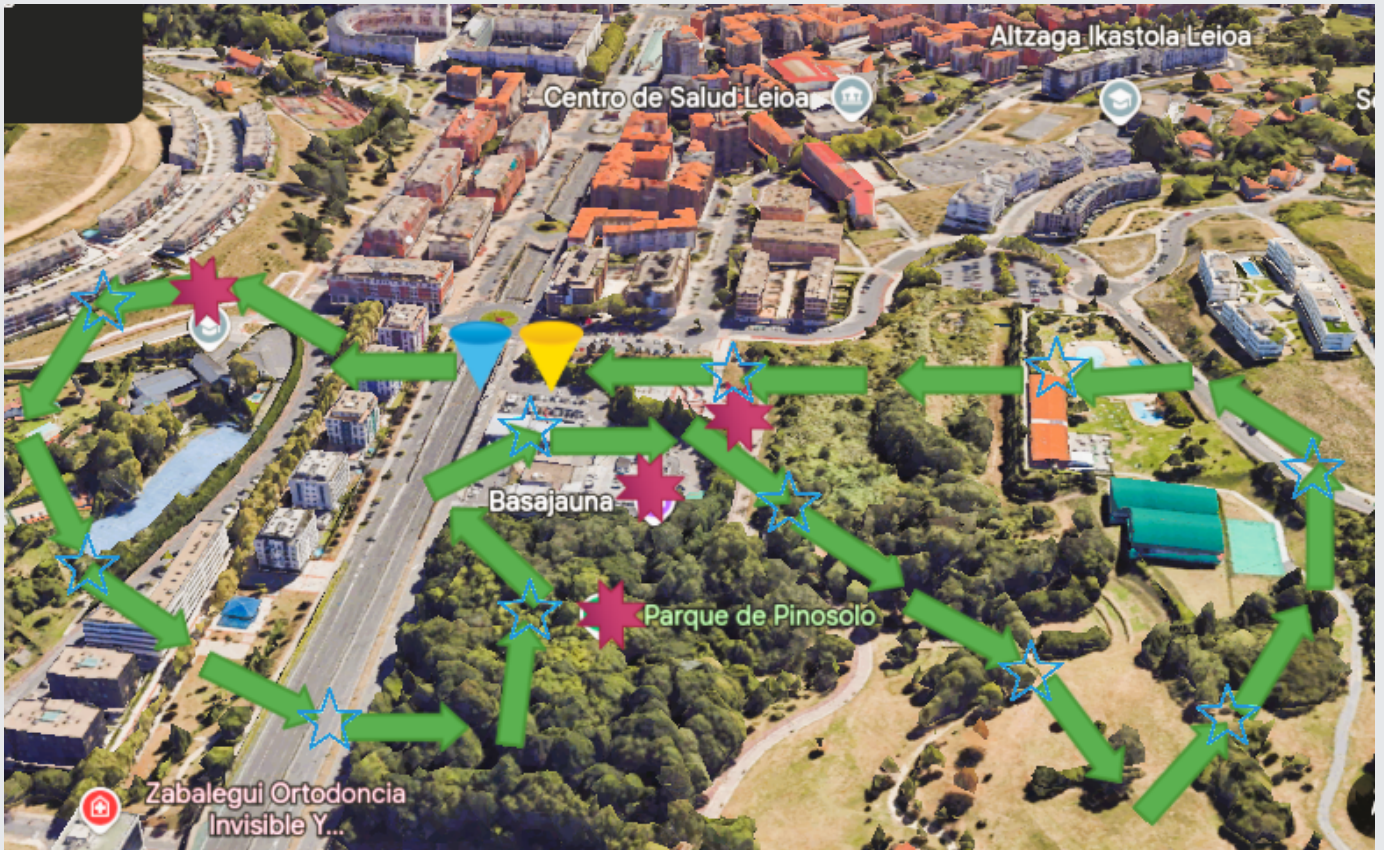 Altzaga Ikastola Leioa
Centro de Salud Leioa
Basajauna
Parque de Pinosolo
Zabalegui Ortodoncia
Invisible Y...